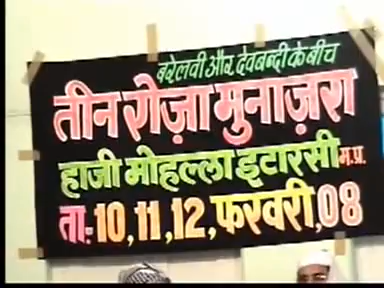 बरेलवी और देवबन्दी के बीच
तीन रोज़ा मुनाज़रा
हाजी मोहल्ला इटारसी म.प्र.
ता:-10,11,12,फरवरी,08